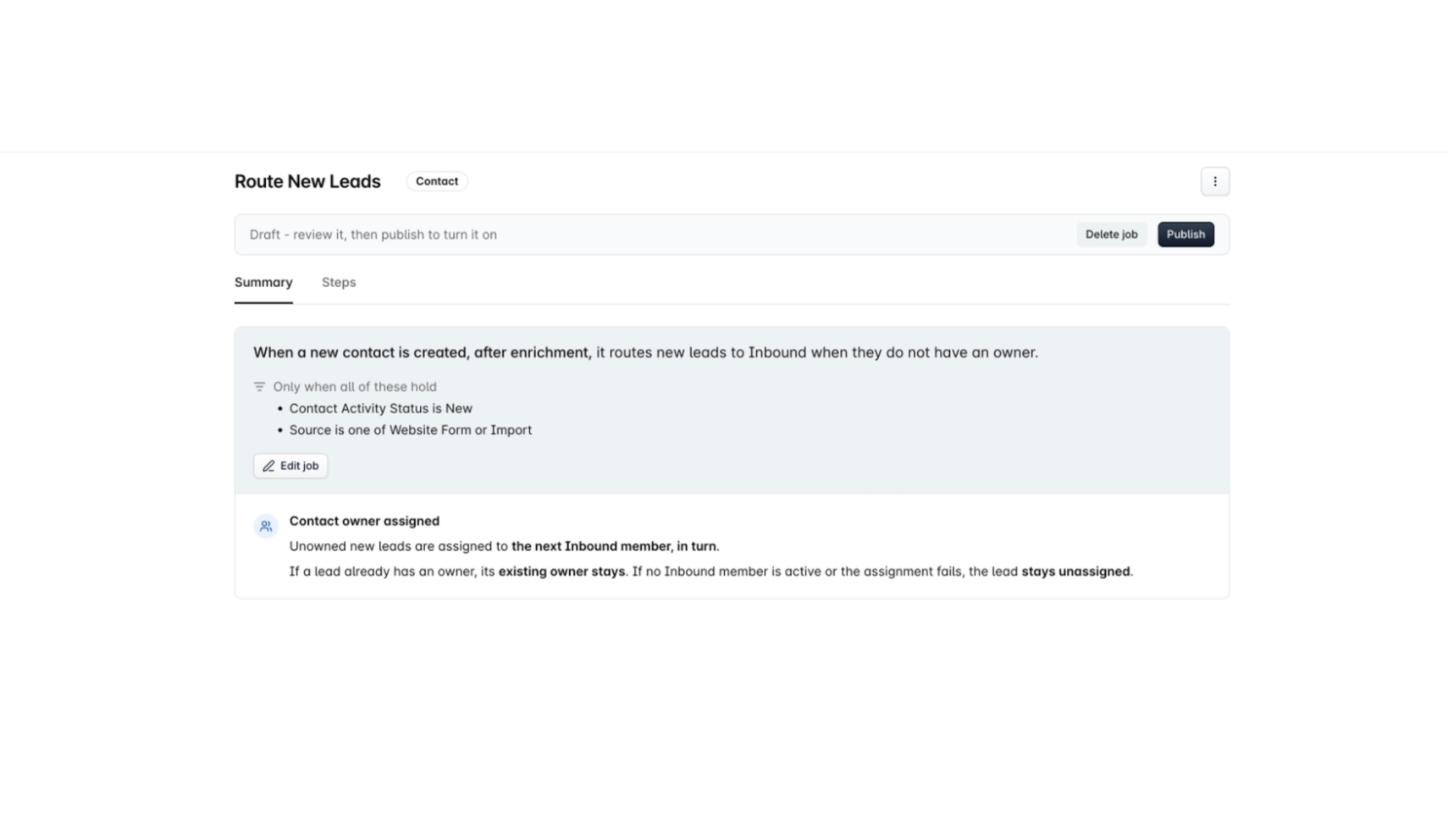 Route New Leads
Contact
Draft - review it, then publish to turn it on
Delete job
Publish
Summary
Steps
When a new contact is created, after enrichment, it routes new leads to Inbound when they do not have an owner.
Only when all of these hold
• Contact Activity Status is New
• Source is one of Website Form or Import
Edit job
Contact owner assigned
Unowned new leads are assigned to the next Inbound member, in turn.
If a lead already has an owner, its existing owner stays. If no Inbound member is active or the assignment fails, the lead stays unassigned.